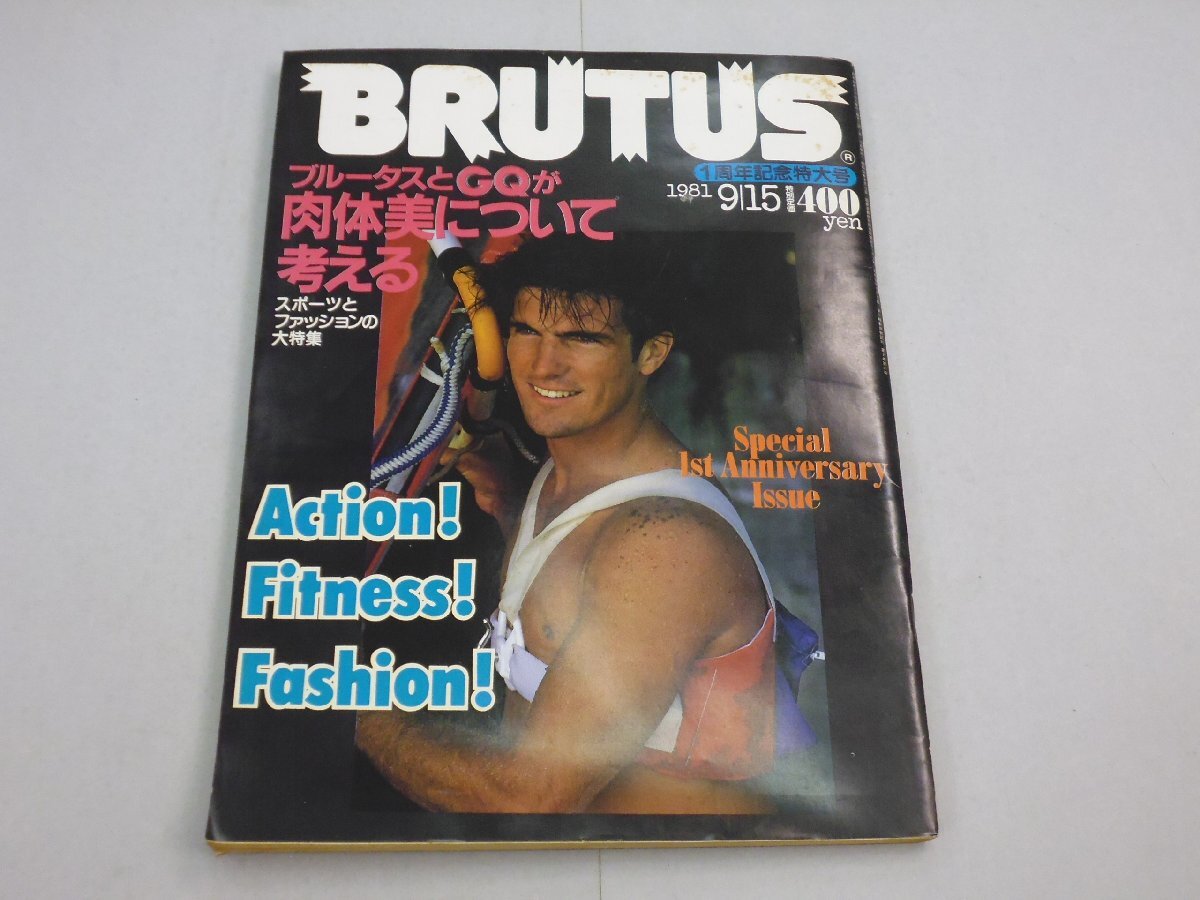 BRUTUS
®
1周年記念特大号
1981 9|15 特別定価 400 yen
ブルータスとGQが
肉体美について
考える
スポーツと
ファッションの
大特集
Special
1st Anniversary
Issue
Action!
Fitness!
Fashion!